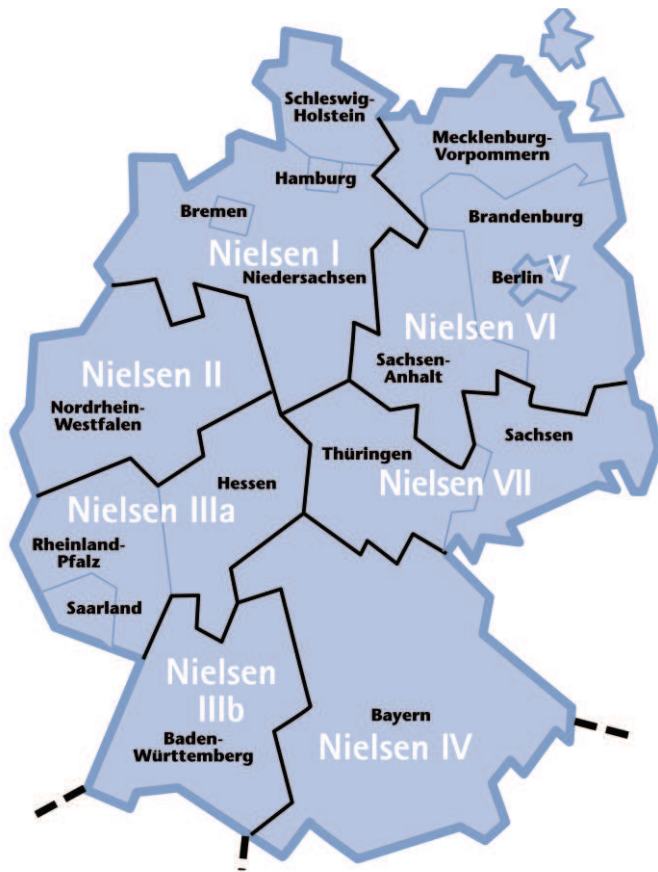 Schleswig-
Holstein
Mecklenburg-
Vorpommern
Hamburg
Bremen
Brandenburg
Nielsen I
Niedersachsen
Berlin
V
Nielsen VI
Sachsen-
Anhalt
Nielsen II
Nordrhein-
Westfalen
Sachsen
Thüringen
Hessen
Nielsen VII
Nielsen IIIa
Rheinland-
Pfalz
Saarland
Nielsen
IIIb
Baden-
Württemberg
Bayern
Nielsen IV